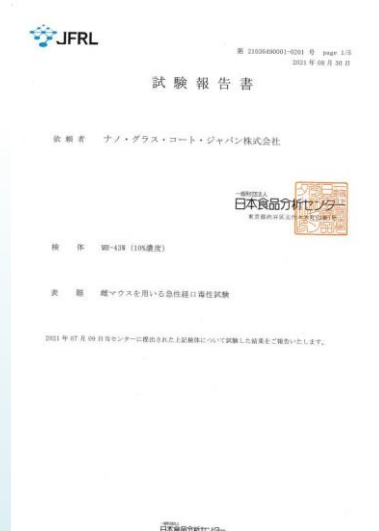 JFRL
第 21036490001-0201 号 page 1/5
2021 年 08 月 30 日
試 験 報 告 書
依 頼 者 ナノ・グラス・コート・ジャパン株式会社
一般財団法人
日本食品分析センター
検 体 (10%濃度)
表 題 雌マウスを用いる急性経口毒性試験
2021 年 07 月 09 日当センターに提出された上記検体について試験した結果をご報告いたします。
日本食品分析センター